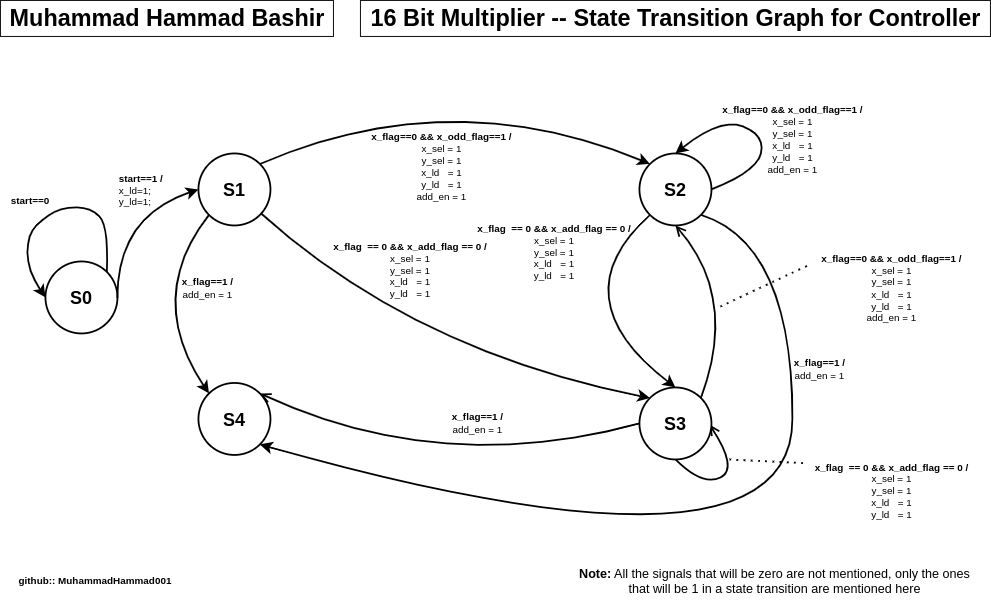 Muhammad Hammad Bashir
16 Bit Multiplier -- State Transition Graph for Controller
start==0
start==1 /
x_ld=1;
y_ld=1;
S0
S1
x_flag==0 && x_odd_flag==1 /
x_sel = 1
y_sel = 1
x_ld = 1
y_ld = 1
add_en = 1
S2
x_flag==0 && x_odd_flag==1 /
x_sel = 1
y_sel = 1
x_ld = 1
y_ld = 1
add_en = 1
x_flag == 0 && x_add_flag == 0 /
x_sel = 1
y_sel = 1
x_ld = 1
y_ld = 1
x_flag == 0 && x_add_flag == 0 /
x_sel = 1
y_sel = 1
x_ld = 1
y_ld = 1
x_flag==0 && x_odd_flag==1 /
x_sel = 1
y_sel = 1
x_ld = 1
y_ld = 1
add_en = 1
x_flag==1 /
add_en = 1
x_flag==1 /
add_en = 1
S4
x_flag==1 /
add_en = 1
S3
x_flag == 0 && x_add_flag == 0 /
x_sel = 1
y_sel = 1
x_ld = 1
y_ld = 1
github:: MuhammadHammad001
Note: All the signals that will be zero are not mentioned, only the ones
that will be 1 in a state transition are mentioned here